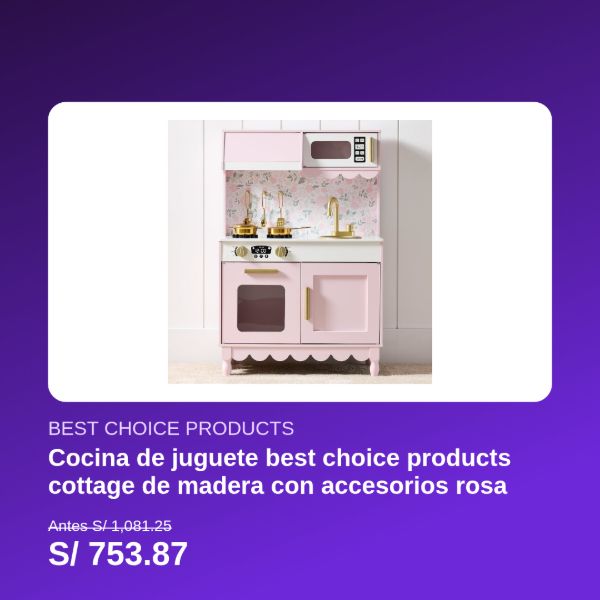 BEST CHOICE PRODUCTS
Cocina de juguete best choice products
cottage de madera con accesorios rosa
Antes S/ 1,081.25
S/ 753.87